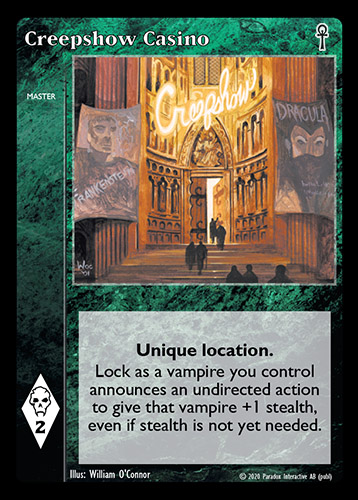 Creepshow Casino
MASTER
Creepshow
FRANKENSTEIN
DRACULA
Unique location.
Lock as a vampire you control
announces an undirected action
to give that vampire +1 stealth,
even if stealth is not yet needed.
2
Illus: William O'Connor
© 2020 Paradox Interactive AB (publ)